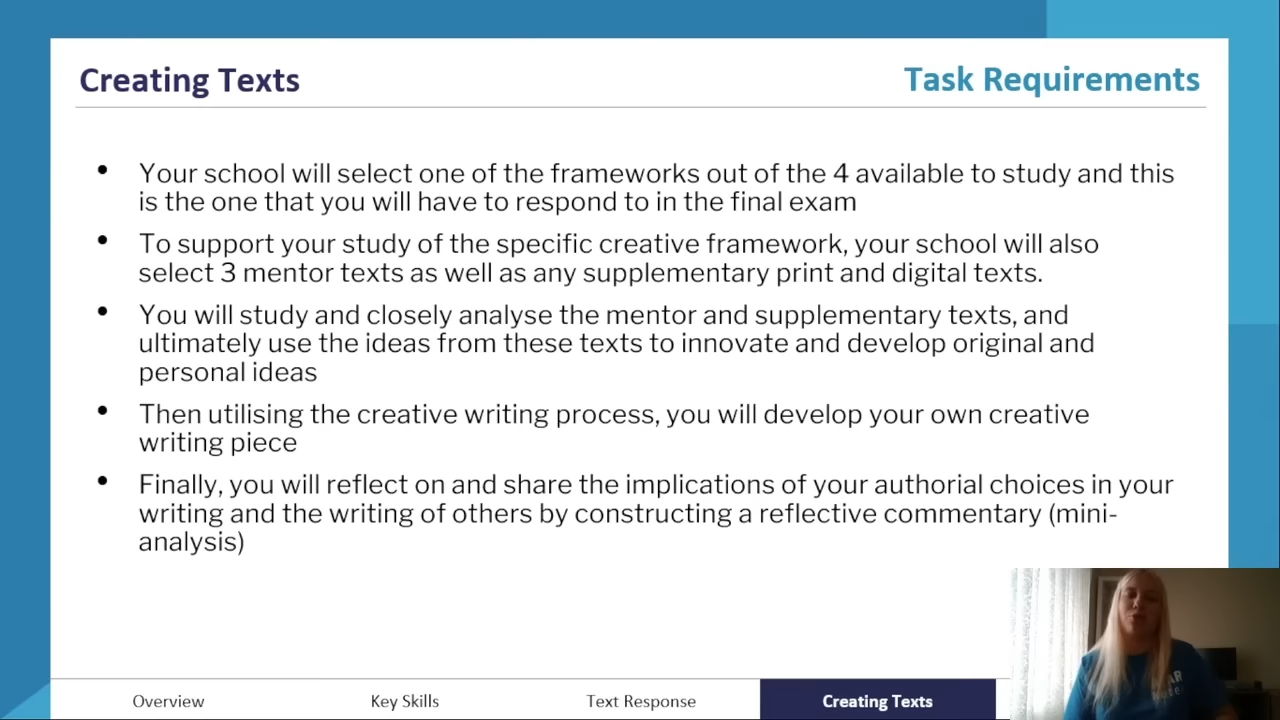 Creating Texts
Task Requirements
• Your school will select one of the frameworks out of the 4 available to study and this
is the one that you will have to respond to in the final exam
• To support your study of the specific creative framework, your school will also
select 3 mentor texts as well as any supplementary print and digital texts.
• You will study and closely analyse the mentor and supplementary texts, and
ultimately use the ideas from these texts to innovate and develop original and
personal ideas
• Then utilising the creative writing process, you will develop your own creative
writing piece
• Finally, you will reflect on and share the implications of your authorial choices in your
writing and the writing of others by constructing a reflective commentary (mini-
analysis)
Overview
Key Skills
Text Response
Creating Texts